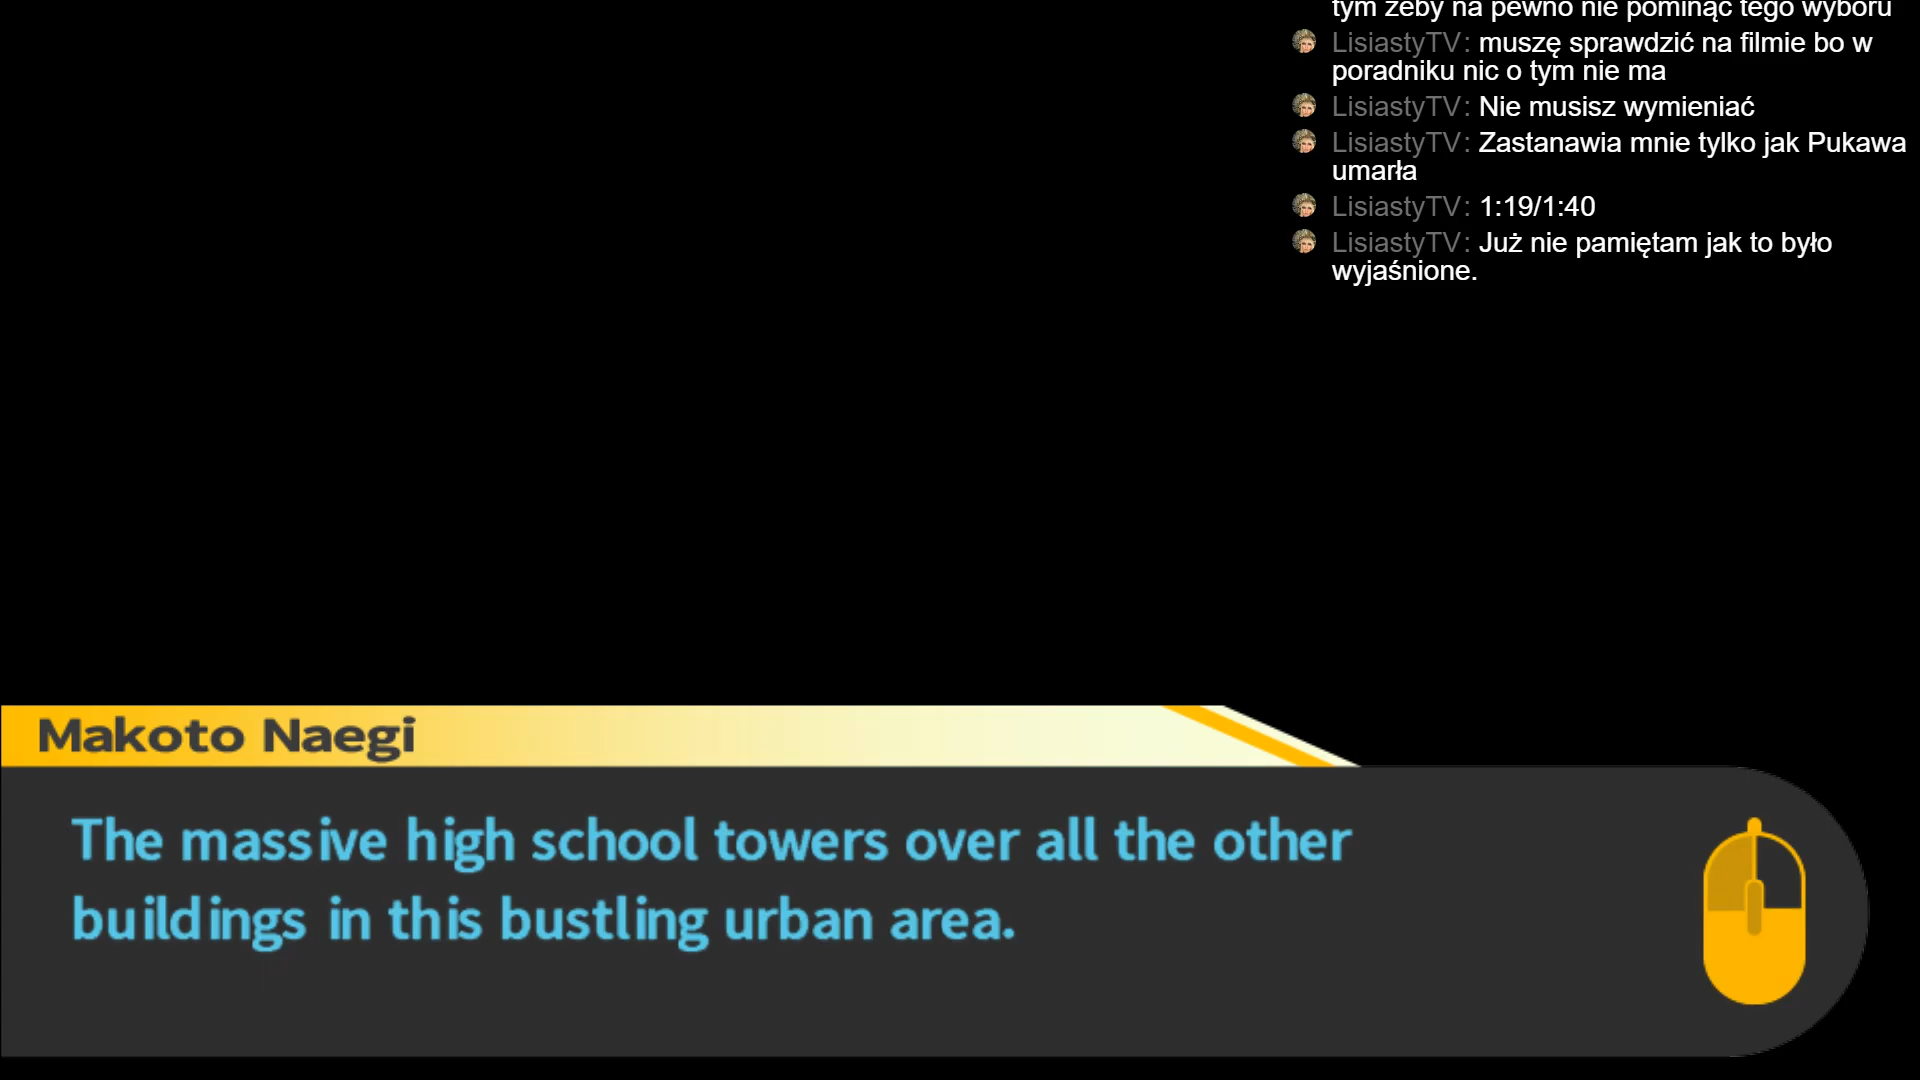 tym żeby na pewno nie pominąć tego wyboru
LisiastyTV: muszę sprawdzić na filmie bo w
poradniku nic o tym nie ma
LisiastyTV: Nie musisz wymieniać
LisiastyTV: Zastanawia mnie tylko jak Pukawa
umarła
LisiastyTV: 1:19/1:40
LisiastyTV: Już nie pamiętam jak to było
wyjaśnione.
Makoto Naegi
The massive high school towers over all the other
buildings in this bustling urban area.